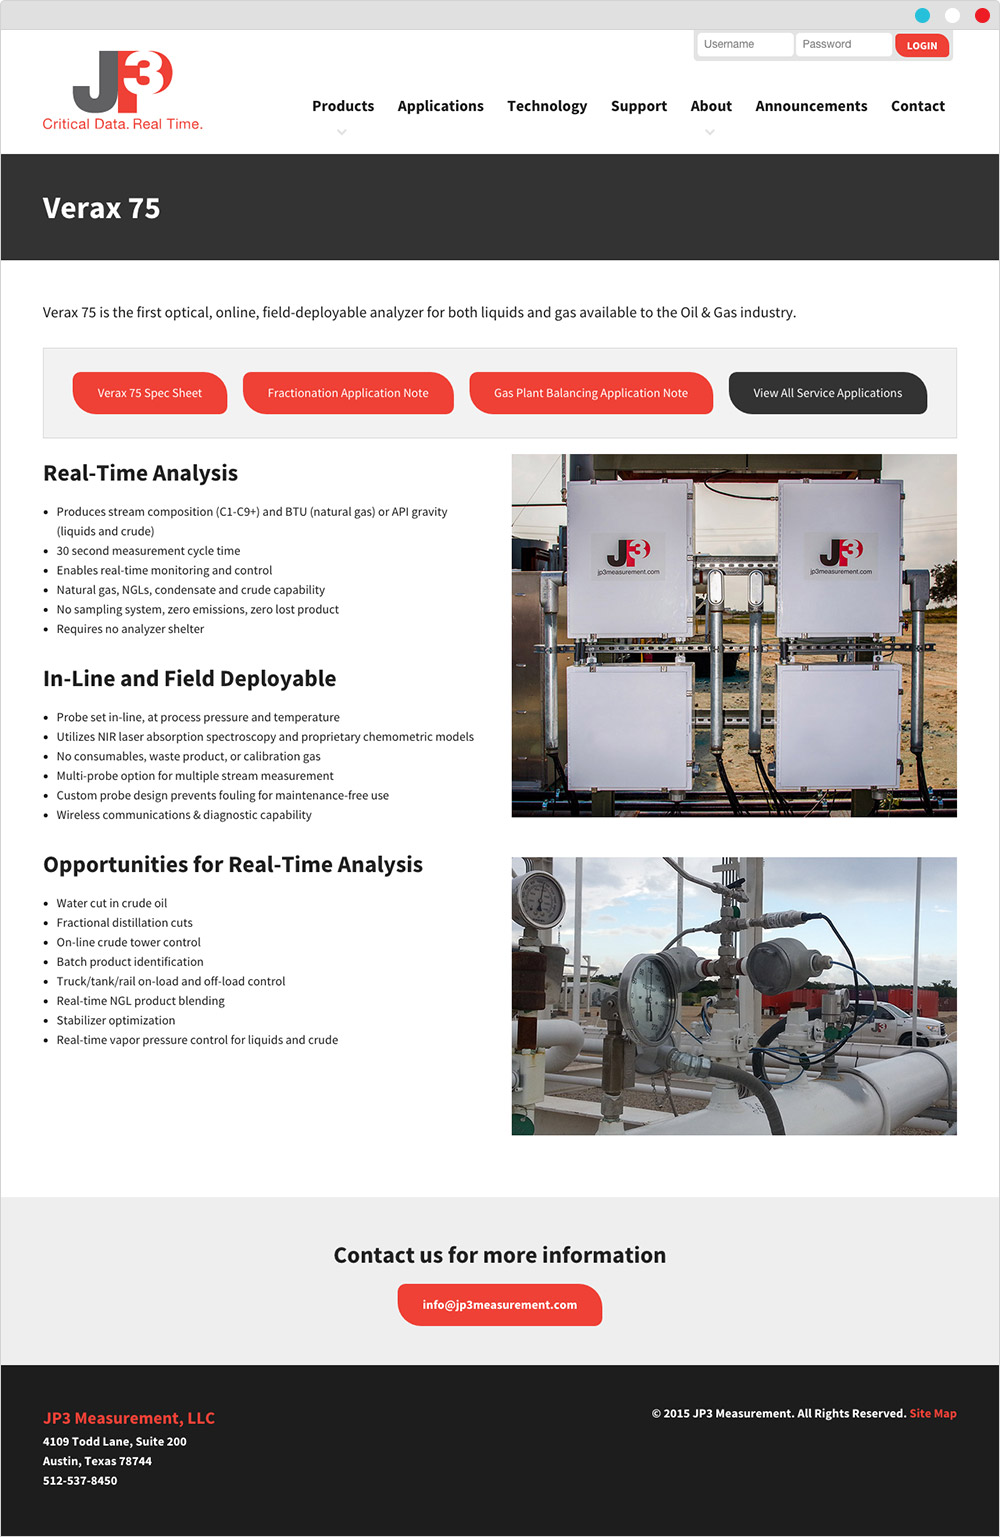 Username
Password
LOGIN
JP3
Critical Data. Real Time.
Products
Applications
Technology
Support
About
Announcements
Contact
Verax 75
Verax 75 is the first optical, online, field-deployable analyzer for both liquids and gas available to the Oil & Gas industry.
Verax 75 Spec Sheet
Fractionation Application Note
Gas Plant Balancing Application Note
View All Service Applications
Real-Time Analysis
• Produces stream composition (C1-C9+) and BTU (natural gas) or API gravity
(liquids and crude)
• 30 second measurement cycle time
• Enables real-time monitoring and control
• Natural gas, NGLs, condensate and crude capability
• No sampling system, zero emissions, zero lost product
• Requires no analyzer shelter
JP3
jp3measurement.com
JP3
jp3measurement.com
In-Line and Field Deployable
• Probe set in-line, at process pressure and temperature
• Utilizes NIR laser absorption spectroscopy and proprietary chemometric models
• No consumables, waste product, or calibration gas
• Multi-probe option for multiple stream measurement
• Custom probe design prevents fouling for maintenance-free use
• Wireless communications & diagnostic capability
Opportunities for Real-Time Analysis
• Water cut in crude oil
• Fractional distillation cuts
• On-line crude tower control
• Batch product identification
• Truck/tank/rail on-load and off-load control
• Real-time NGL product blending
• Stabilizer optimization
• Real-time vapor pressure control for liquids and crude
JP3
Contact us for more information
info@jp3measurement.com
JP3 Measurement, LLC
4109 Todd Lane, Suite 200
Austin, Texas 78744
512-537-8450
© 2015 JP3 Measurement. All Rights Reserved. Site Map